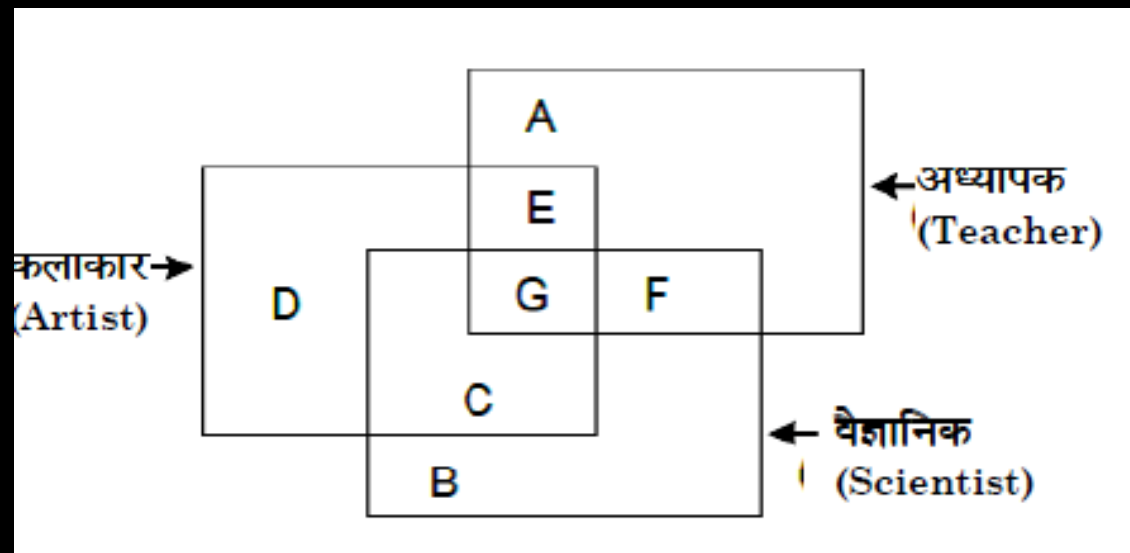 A
अध्यापक
(Teacher)
E
कलाकार
(Artist)
D
G
F
C
वैज्ञानिक
(Scientist)
B